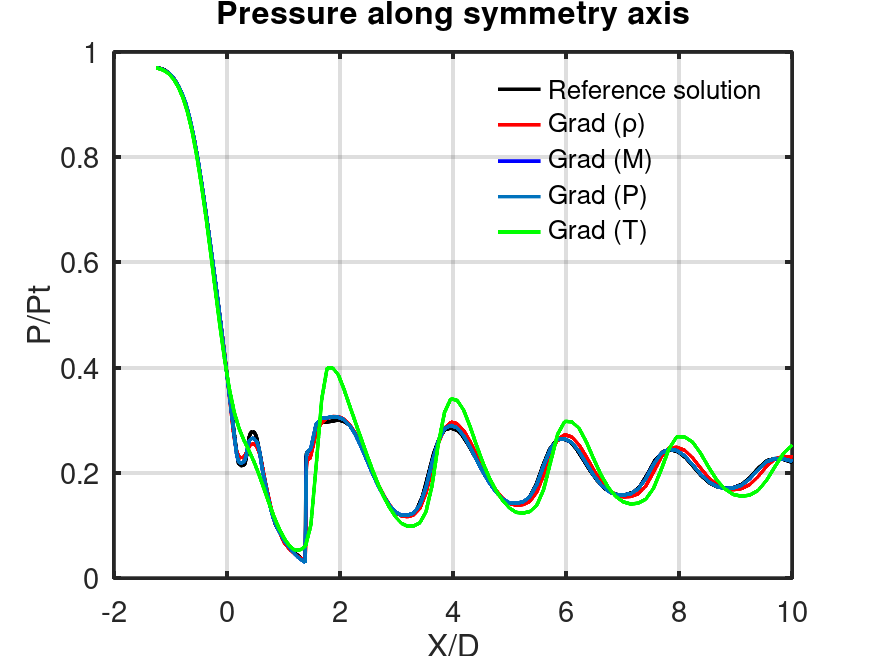 Pressure along symmetry axis
1
0.8
0.6
0.4
0.2
0
P/Pt
Reference solution
Grad (ρ)
Grad (M)
Grad (P)
Grad (T)
-2 0 2 4 6 8 10
X/D